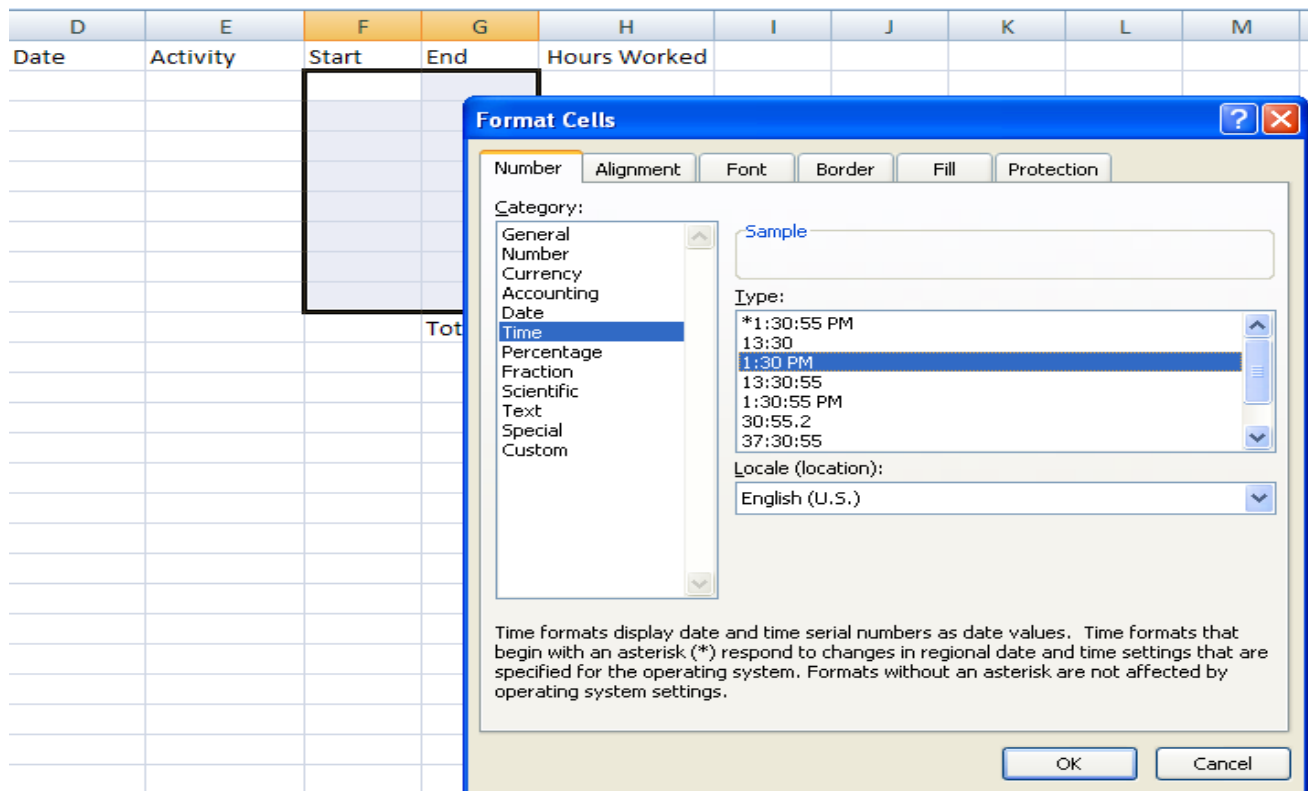 D E F G H I J K L M
Date Activity Start End Hours Worked
Format Cells
Number Alignment Font Border Fill Protection
Category:
General
Number
Currency
Accounting
Date
Time
Percentage
Fraction
Scientific
Text
Special
Custom
Sample
Type:
*1:30:55 PM
13:30
1:30 PM
13:30:55
1:30:55 PM
30:55.2
37:30:55
Locale (location):
English (U.S.)
Tot
Time formats display date and time serial numbers as date values. Time formats that
begin with an asterisk (*) respond to changes in regional date and time settings that are
specified for the operating system. Formats without an asterisk are not affected by
operating system settings.
OK Cancel